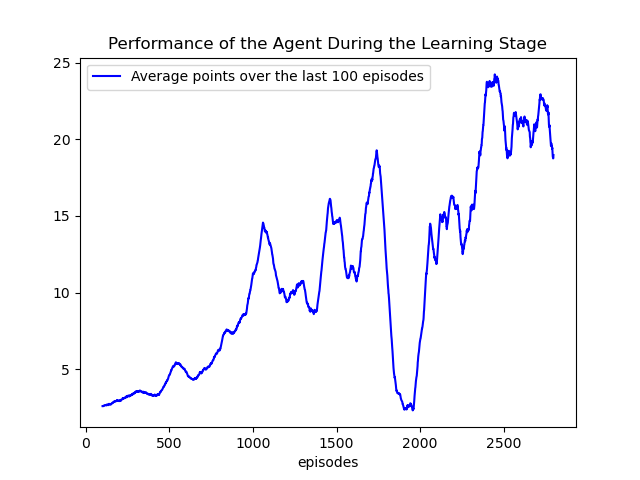 Performance of the Agent During the Learning Stage
Average points over the last 100 episodes
25
20
15
10
5
0 500 1000 1500 2000 2500
episodes